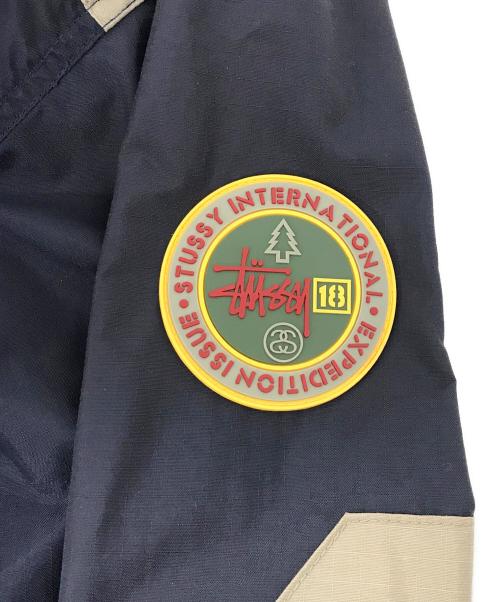 • STUSSY INTERNATIONAL • EXPEDITION ISSUE
Stüssy
18